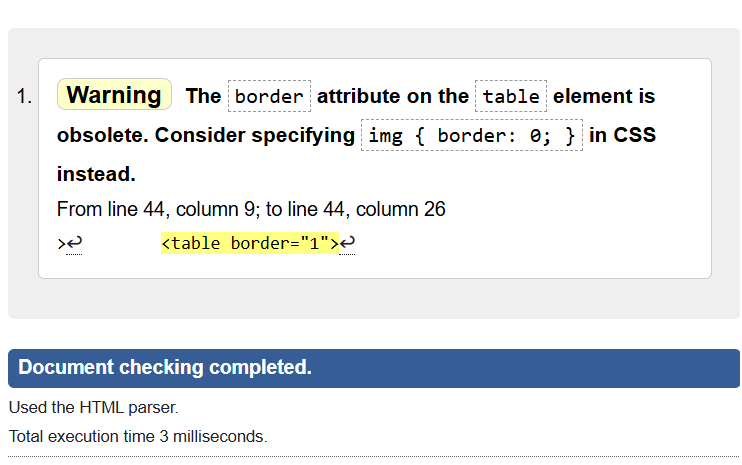 1. Warning The border attribute on the table element is
obsolete. Consider specifying img { border: 0; } in CSS
instead.
From line 44, column 9; to line 44, column 26
>↩ <table border="1">↩
Document checking completed.
Used the HTML parser.
Total execution time 3 milliseconds.